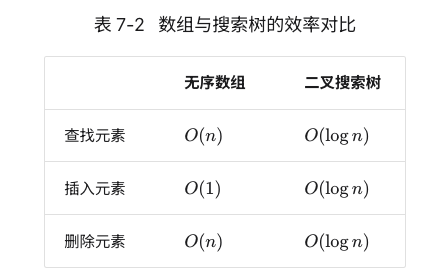 表 7-2 数组与搜索树的效率对比
无序数组 二叉搜索树
查找元素 O(n) O(log n)
插入元素 O(1) O(log n)
删除元素 O(n) O(log n)